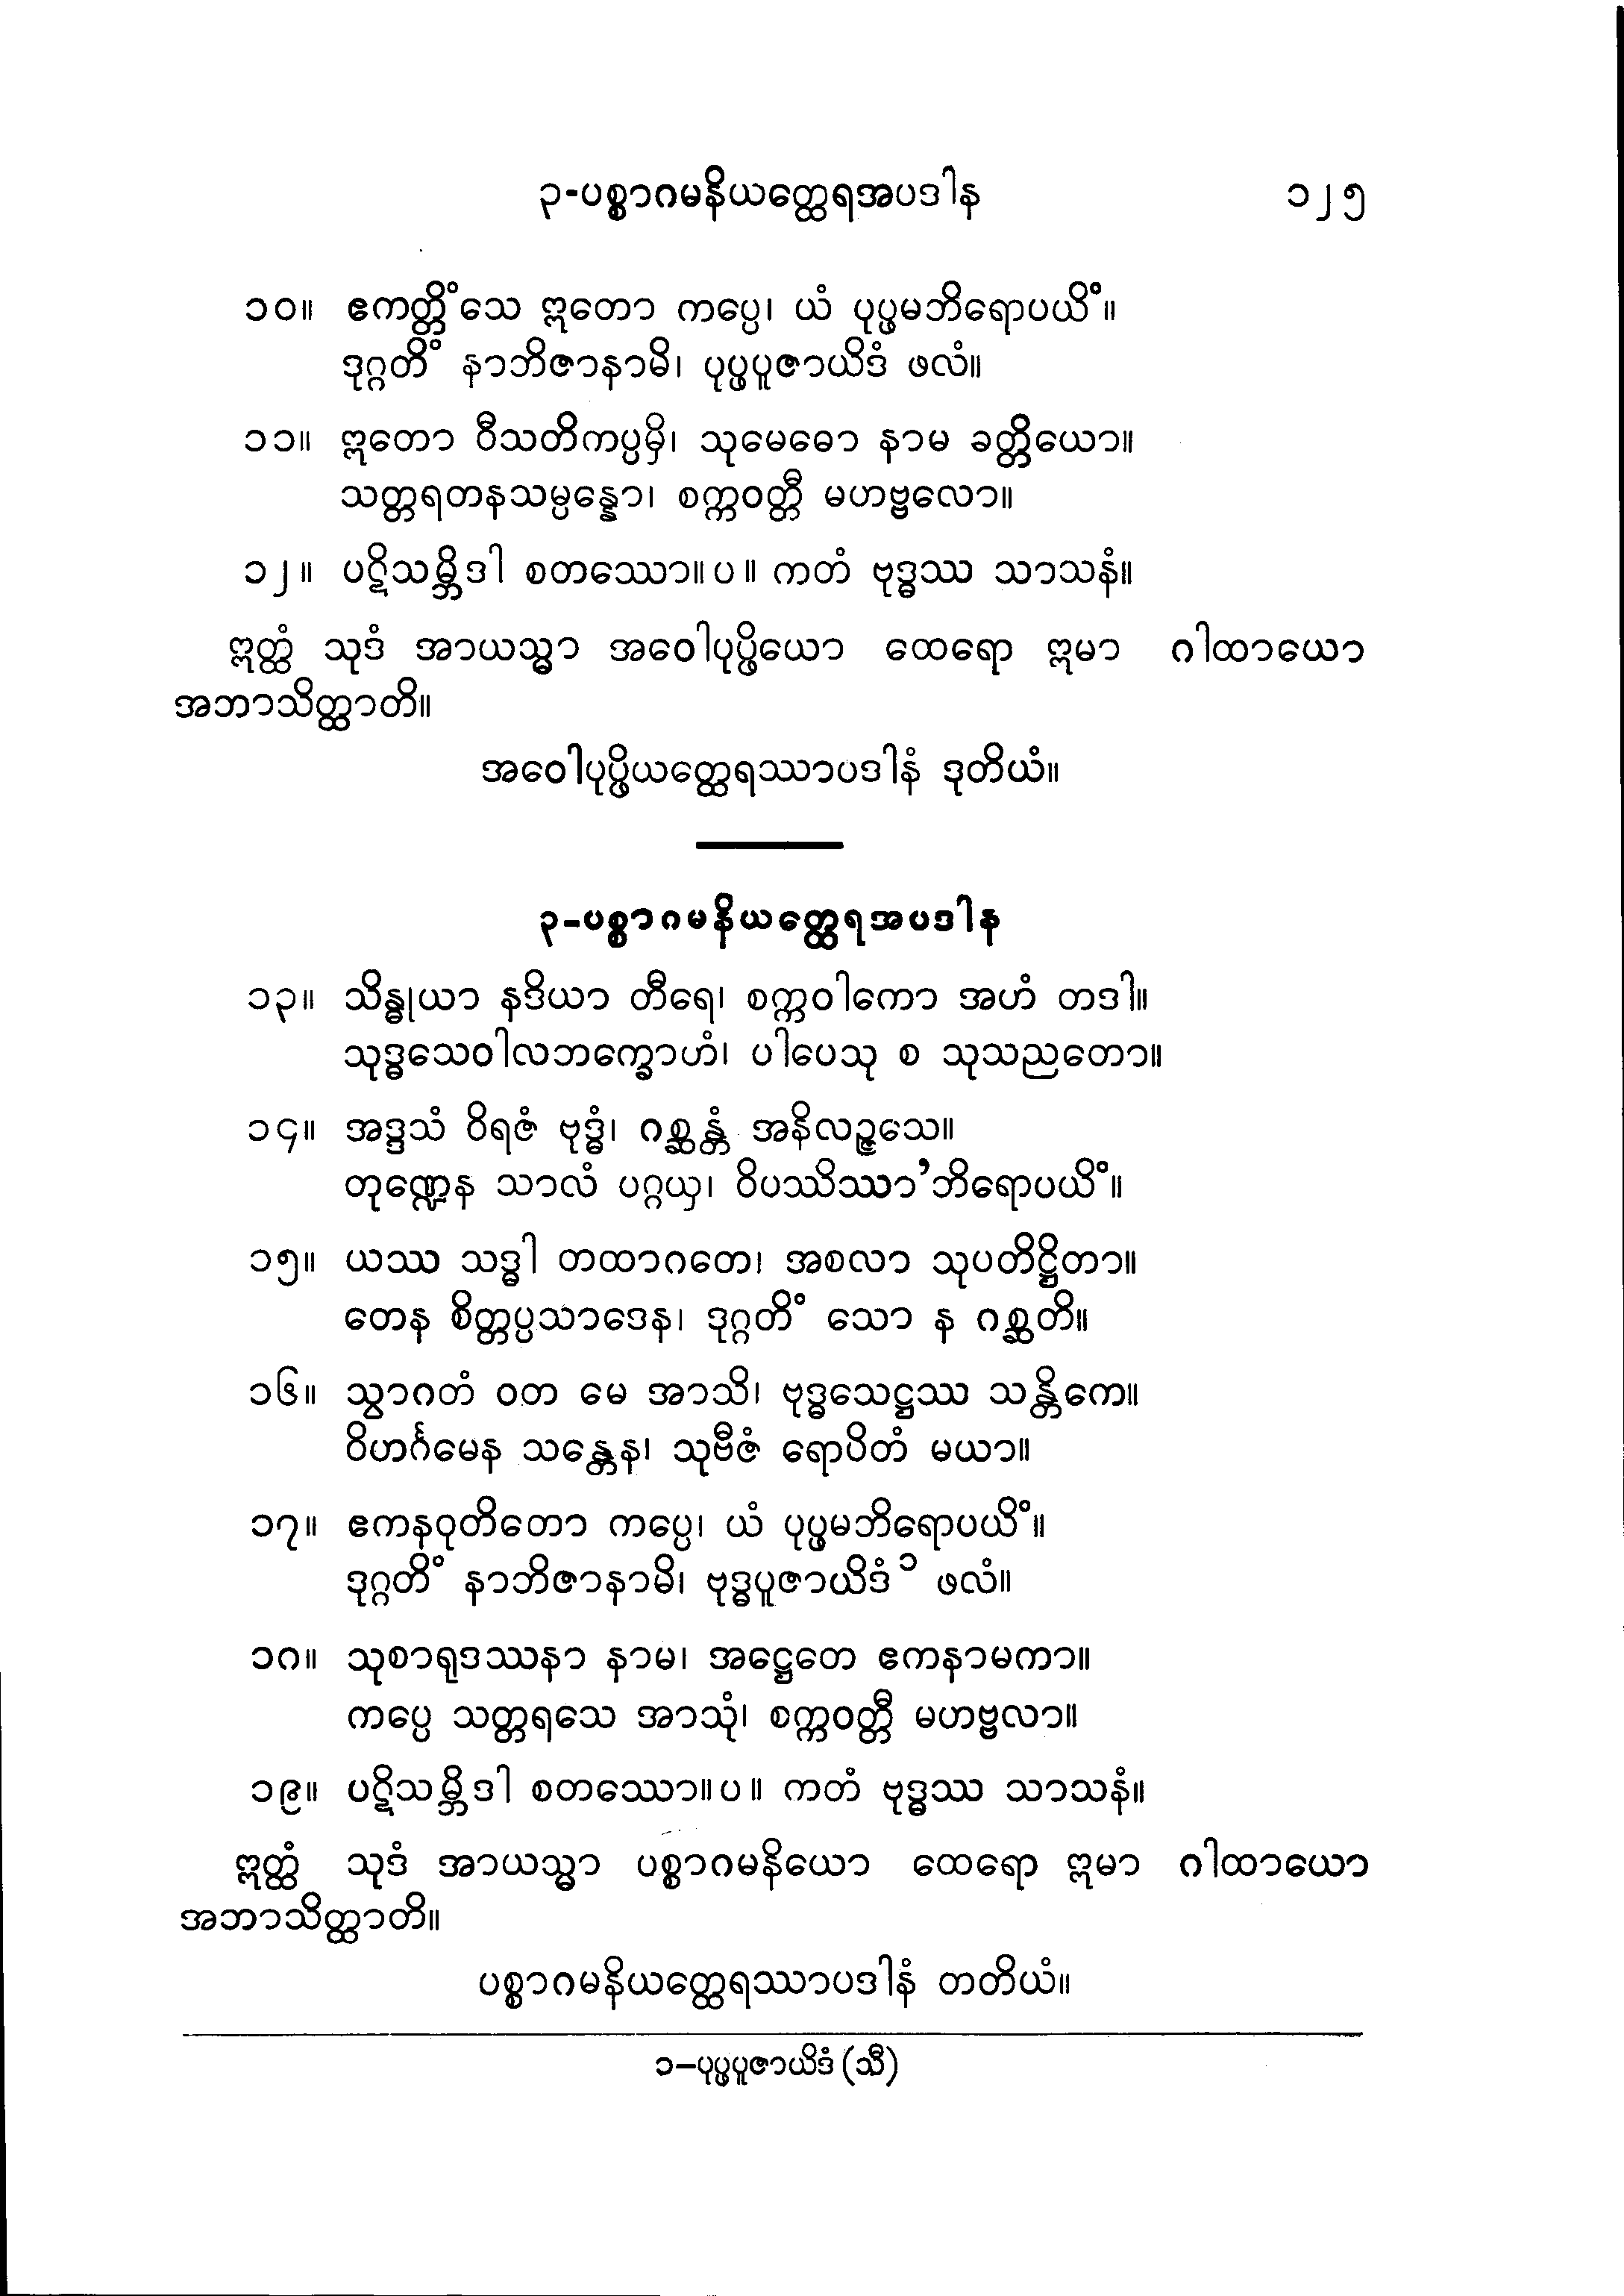 ၃-ပစ္စာဂမနိယတ္ထေရအပဒါန ၁၂၅
၁၀။ ဧကတ္တိံသေ ဣတော ကပ္ပေ၊ ယံ ပုပ္ဖမဘိရောပယိံ။
ဒုဂ္ဂတိံ နာဘိဇာနာမိ၊ ပုပ္ဖပူဇာယိဒံ ဖလံ။
၁၁။ ဣတော ဝီသတိကပ္ပမှိ၊ သုမေဓော နာမ ခတ္တိယော။
သတ္တရတနသမ္ပန္နော၊ စက္ကဝတ္တီ မဟဗ္ဗလော။
၁၂။ ပဋိသမ္ဘိဒါ စတဿော။ပ။ ကတံ ဗုဒ္ဓဿ သာသနံ။
ဣတ္ထံ သုဒံ အာယသ္မာ အဝေါပုပ္ဖိယော ထေရော ဣမာ ဂါထာယော
အဘာသိတ္ထာတိ။
အဝေါပုပ္ဖိယတ္ထေရဿာပဒါနံ ဒုတိယံ။
၃-ပစ္စာဂမနိယတ္ထေရအပဒါန
၁၃။ သိန္ဓုယာ နဒိယာ တီရေ၊ စက္ကဝါကော အဟံ တဒါ။
သုဒ္ဓသေဝါလဘက္ခောဟံ၊ ပါပေသု စ သုသညတော။
၁၄။ အဒ္ဒသံ ဝိရဇံ ဗုဒ္ဓံ၊ ဂစ္ဆန္တံ အနိလဉ္ဇသေ။
တုဏ္ဍေန သာလံ ပဂ္ဂယှ၊ ဝိပဿိဿာ’ဘိရောပယိံ။
၁၅။ ယဿ သဒ္ဓါ တထာဂတေ၊ အစလာ သုပတိဋ္ဌိတာ။
တေန စိတ္တပ္ပသာဒေန၊ ဒုဂ္ဂတိံ သော န ဂစ္ဆတိ။
၁၆။ သွာဂတံ ဝတ မေ အာသိ၊ ဗုဒ္ဓသေဋ္ဌဿ သန္တိကေ။
ဝိဟင်္ဂမေန သန္တေန၊ သုဗီဇံ ရောပိတံ မယာ။
၁၇။ ဧကနဝုတိတော ကပ္ပေ၊ ယံ ပုပ္ဖမဘိရောပယိံ။
ဒုဂ္ဂတိံ နာဘိဇာနာမိ၊ ဗုဒ္ဓပူဇာယိဒံ ၁ ဖလံ။
၁၈။ သုစာရုဒဿနာ နာမ၊ အဋ္ဌေတေ ဧကနာမကာ။
ကပ္ပေ သတ္တရသေ အာသုံ၊ စက္ကဝတ္တီ မဟဗ္ဗလာ။
၁၉။ ပဋိသမ္ဘိဒါ စတဿော။ပ။ ကတံ ဗုဒ္ဓဿ သာသနံ။
ဣတ္ထံ သုဒံ အာယသ္မာ ပစ္စာဂမနိယော ထေရော ဣမာ ဂါထာယော
အဘာသိတ္ထာတိ။
ပစ္စာဂမနိယတ္ထေရဿာပဒါနံ တတိယံ။
၁-ပုပ္ဖပူဇာယိဒံ (သီ)